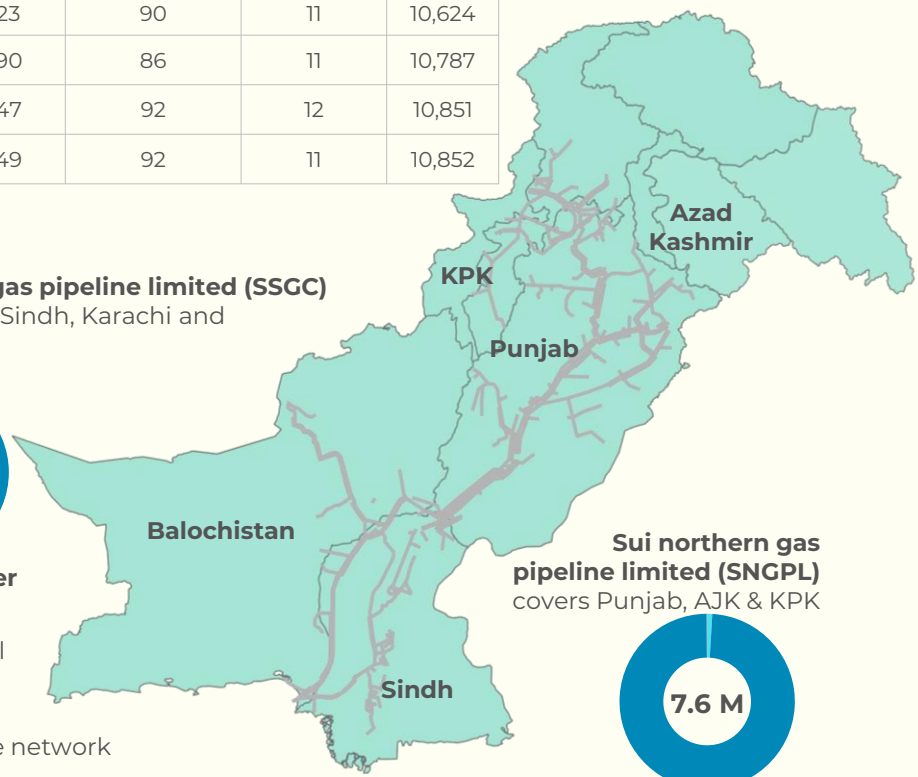 23 90 11 10,624
90 86 11 10,787
47 92 12 10,851
49 92 11 10,852
Azad
Kashmir
gas pipeline limited (SSGC)
KPK
Sindh, Karachi and
Punjab
Balochistan
Sui northern gas
pipeline limited (SNGPL)
covers Punjab, AJK & KPK
er
l
Sindh
7.6 M
e network